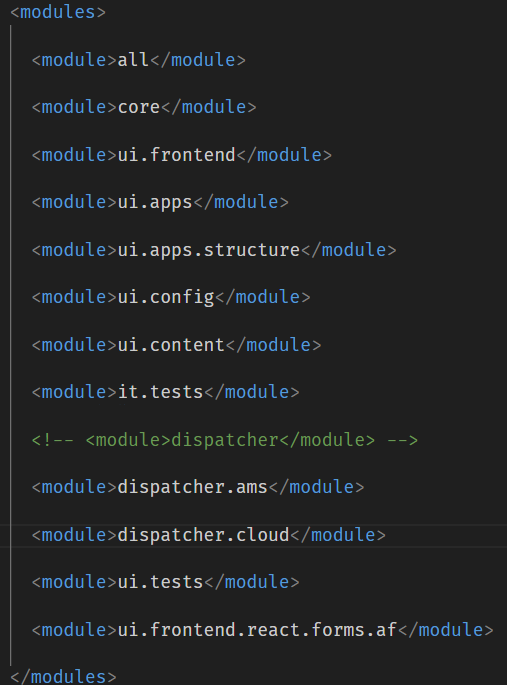 <modules>
<module>all</module>
<module>core</module>
<module>ui.frontend</module>
<module>ui.apps</module>
<module>ui.apps.structure</module>
<module>ui.config</module>
<module>ui.content</module>
<module>it.tests</module>
<!-- <module>dispatcher</module> -->
<module>dispatcher.ams</module>
<module>dispatcher.cloud</module>
<module>ui.tests</module>
<module>ui.frontend.react.forms.af</module>
</modules>